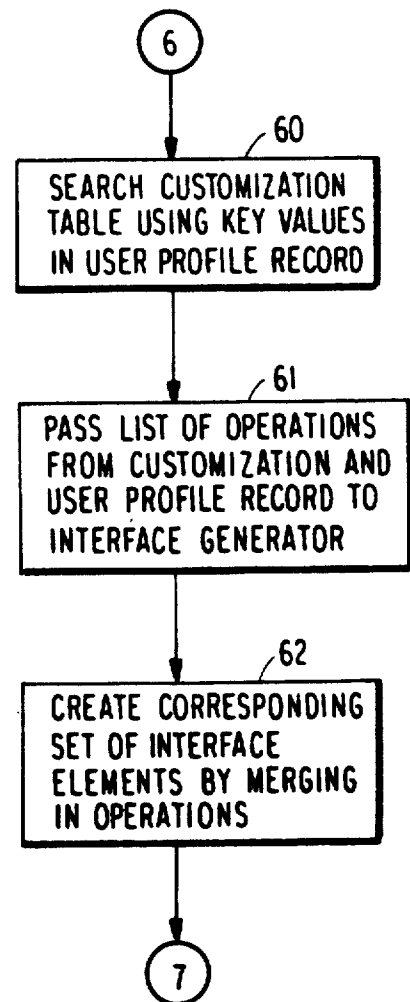 6
60
SEARCH CUSTOMIZATION
TABLE USING KEY VALUES
IN USER PROFILE RECORD
61
PASS LIST OF OPERATIONS
FROM CUSTOMIZATION AND
USER PROFILE RECORD TO
INTERFACE GENERATOR
62
CREATE CORRESPONDING
SET OF INTERFACE
ELEMENTS BY MERGING
IN OPERATIONS
7